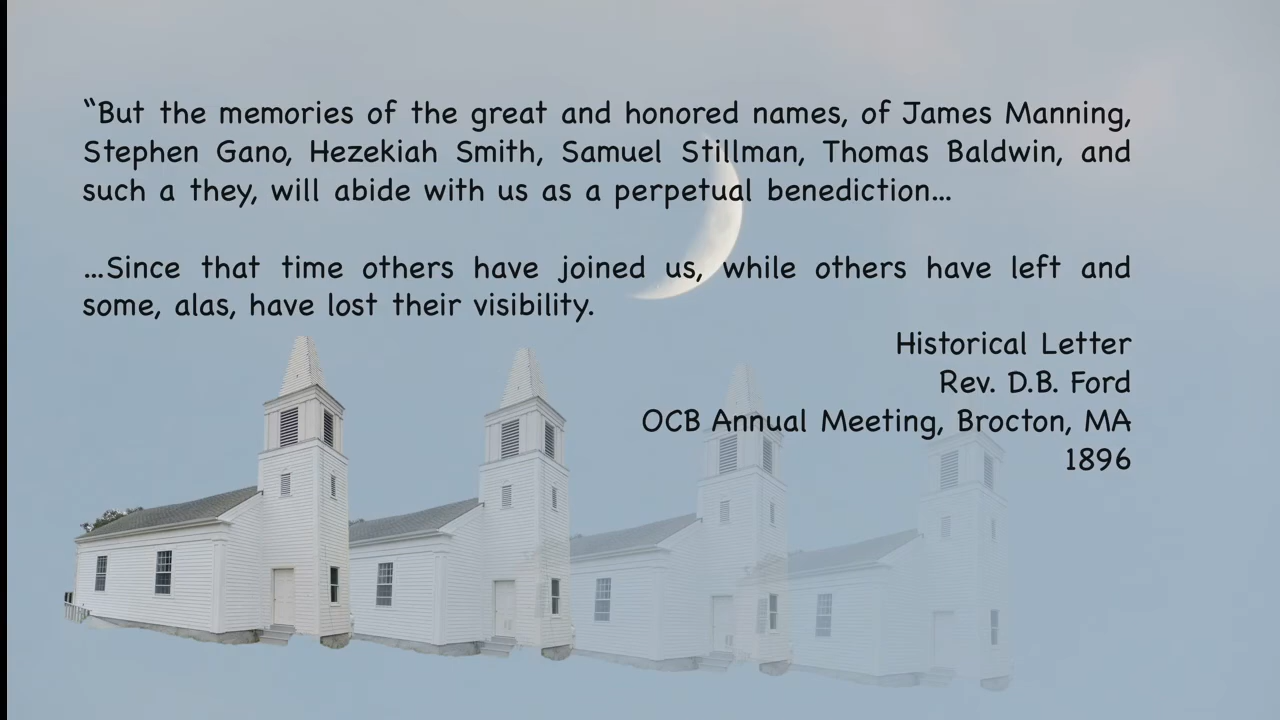 “But the memories of the great and honored names, of James Manning,
Stephen Gano, Hezekiah Smith, Samuel Stillman, Thomas Baldwin, and
such a they, will abide with us as a perpetual benediction...
...Since that time others have joined us, while others have left and
some, alas, have lost their visibility.
Historical Letter
Rev. D.B. Ford
OCB Annual Meeting, Brocton, MA
1896